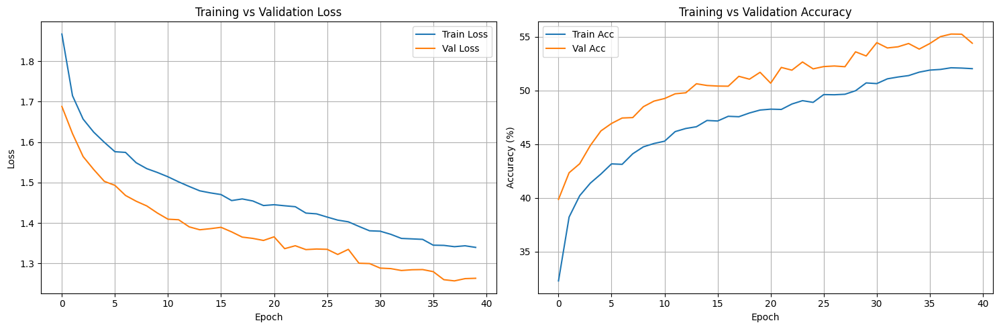 Training vs Validation Loss
Train Loss
Val Loss
1.8
1.7
1.6
1.5
1.4
1.3
Loss
0 5 10 15 20 25 30 35 40
Epoch
Training vs Validation Accuracy
Train Acc
Val Acc
55
50
45
40
35
Accuracy (%)
0 5 10 15 20 25 30 35 40
Epoch